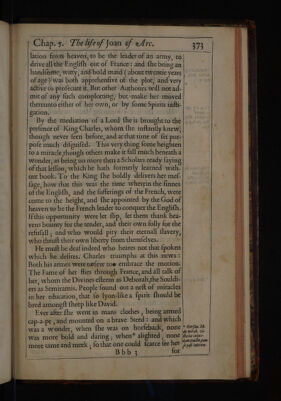 Chap. 5. The life of Joan of Arc. 373
lation from heaven, to be the leader of an army, to
drive all the English out of France: and she being an
handsome, witty, and bold maid (about twentie years
of age) was both apprehensive of the plot, and very
active to prosecute it. But other Authours will not ad-
mit of any such complotting, but make her moved
thereunto either of her own, or by some Spirits insti-
gation.
By the mediation of a Lord she is brought to the
presence of King Charles, whom she instantly knew,
though never seen before, and at that time of set pur-
pose much disguised. This very thing some heighten
to a miracle, though others make it fall much beneath a
wonder, as being no more then a Scholars ready saying
of that lesson, which he hath formerly learned with-
out book. To the King she boldly delivers her mes-
sage, how that this was the time wherein the sinnes
of the English, and the sufferings of the French, were
come to the height, and she appointed by the God of
heaven to be the French leader to conquer the English.
If this opportunity were let slip, let them thank hea-
vens bounty for the tender, and their own folly for the
refusall; and who would pity their eternall slavery,
who thrust their own liberty from themselves.
He must be deaf indeed who heares not that spoken
which he desires. Charles triumphs at this news:
Both his armes were to embrace the motion.
The Fame of her flies through France, and all talk of
her, whom the Divines esteem as Deborah, the Souldi-
ers as Semiramis. People found out a nest of miracles
in her education, that so lyon-like a spirit should be
bred amongst sheep like David.
Ever after she went in mans clothes, being armed
cap-a-pe, and mounted on a brave Steed: and which
was a wonder, when she was on horseback, none
was more bold and daring; when* alighted, none
more tame and meek; so that one could scarce see her
Bbb 3 for